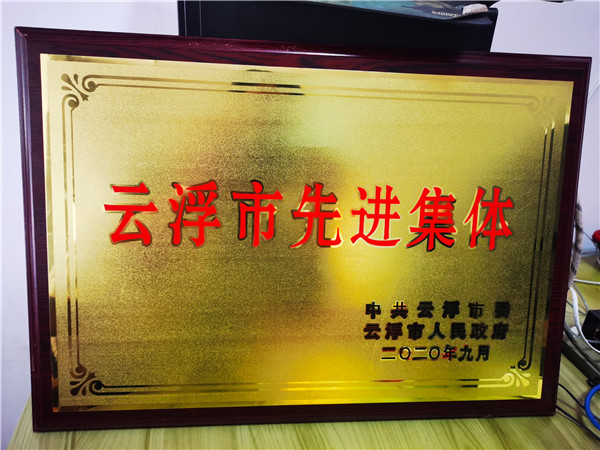 云浮市先进集体
中共云浮市委
云浮市人民政府
二〇二〇年九月